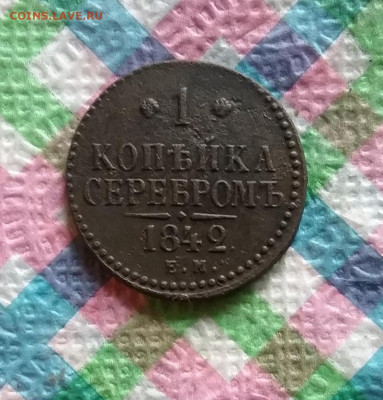 COINS.LAVE.RU
1
КОПѢЙКА
СЕРЕБРОМЪ
1842
Е.М.